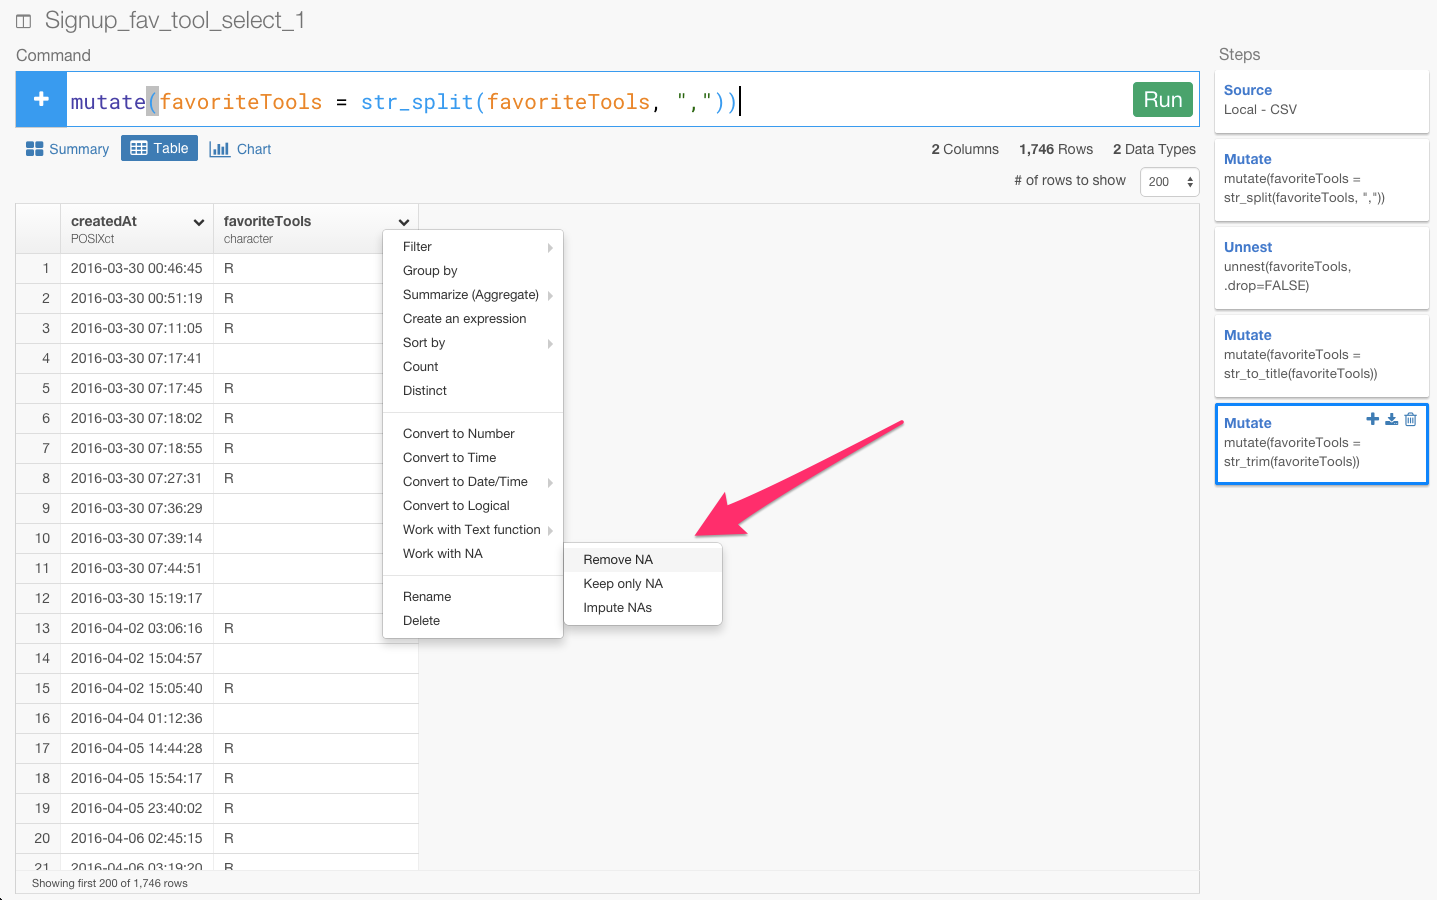 Signup_fav_tool_select_1
Command
+ mutate(favoriteTools = str_split(favoriteTools, ",")) Run
Summary Table Chart
2 Columns 1,746 Rows 2 Data Types
# of rows to show 200
createdAt favoriteTools
POSIXct character
1 2016-03-30 00:46:45 R
2 2016-03-30 00:51:19 R
3 2016-03-30 07:11:05 R
4 2016-03-30 07:17:41
5 2016-03-30 07:17:45 R
6 2016-03-30 07:18:02 R
7 2016-03-30 07:18:55 R
8 2016-03-30 07:27:31 R
9 2016-03-30 07:36:29
10 2016-03-30 07:39:14
11 2016-03-30 07:44:51
12 2016-03-30 15:19:17
13 2016-04-02 03:06:16 R
14 2016-04-02 15:04:57
15 2016-04-02 15:05:40 R
16 2016-04-04 01:12:36
17 2016-04-05 14:44:28 R
18 2016-04-05 15:54:17 R
19 2016-04-05 23:40:02 R
20 2016-04-06 02:45:15 R
21 2016-04-06 03:19:20 R
Showing first 200 of 1,746 rows
Filter
Group by
Summarize (Aggregate)
Create an expression
Sort by
Count
Distinct
Convert to Number
Convert to Time
Convert to Date/Time
Convert to Logical
Work with Text function
Work with NA
Rename
Delete
Remove NA
Keep only NA
Impute NAs
Steps
Source
Local - CSV
Mutate
mutate(favoriteTools =
str_split(favoriteTools, ","))
Unnest
unnest(favoriteTools,
.drop=FALSE)
Mutate
mutate(favoriteTools =
str_to_title(favoriteTools))
Mutate
mutate(favoriteTools =
str_trim(favoriteTools))